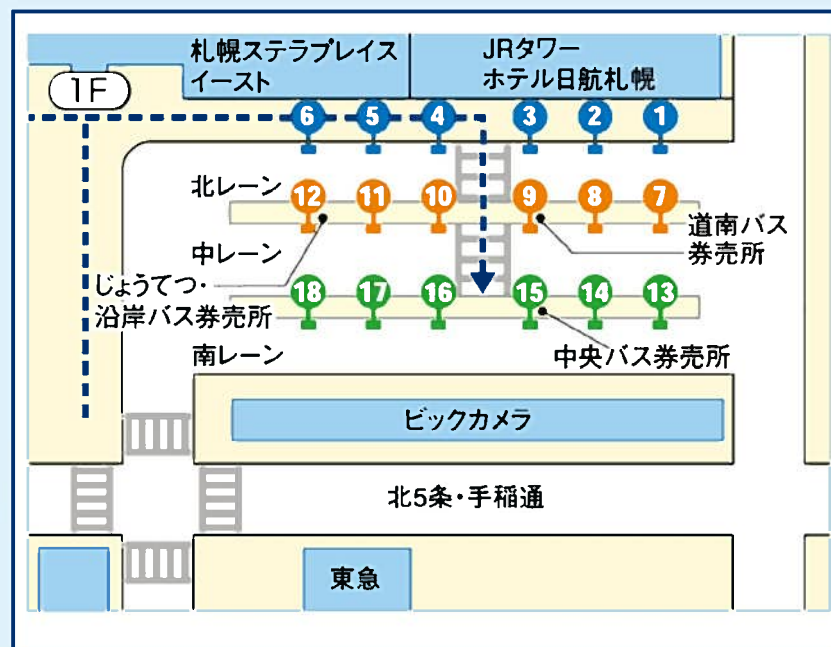 札幌ステラプレイス
イースト
JRタワー
ホテル日航札幌
1F
6 5 4 3 2 1
北レーン
12 11 10 9 8 7
道南バス
券売所
中レーン
じょうてつ・
沿岸バス券売所
18 17 16 15 14 13
南レーン
中央バス券売所
ビックカメラ
北5条・手稲通
東急